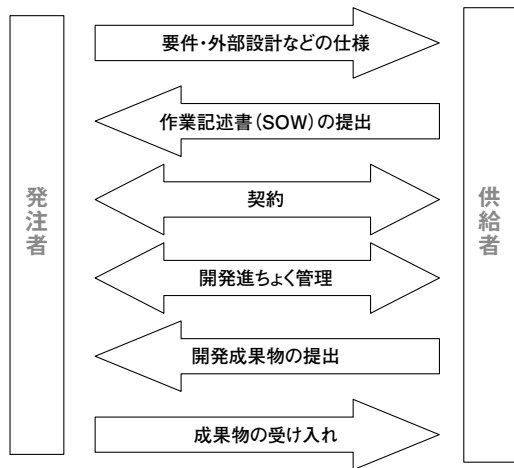 要件・外部設計などの仕様
作業記述書(SOW)の提出
発注者
契約
供給者
開発進ちょく管理
開発成果物の提出
成果物の受け入れ